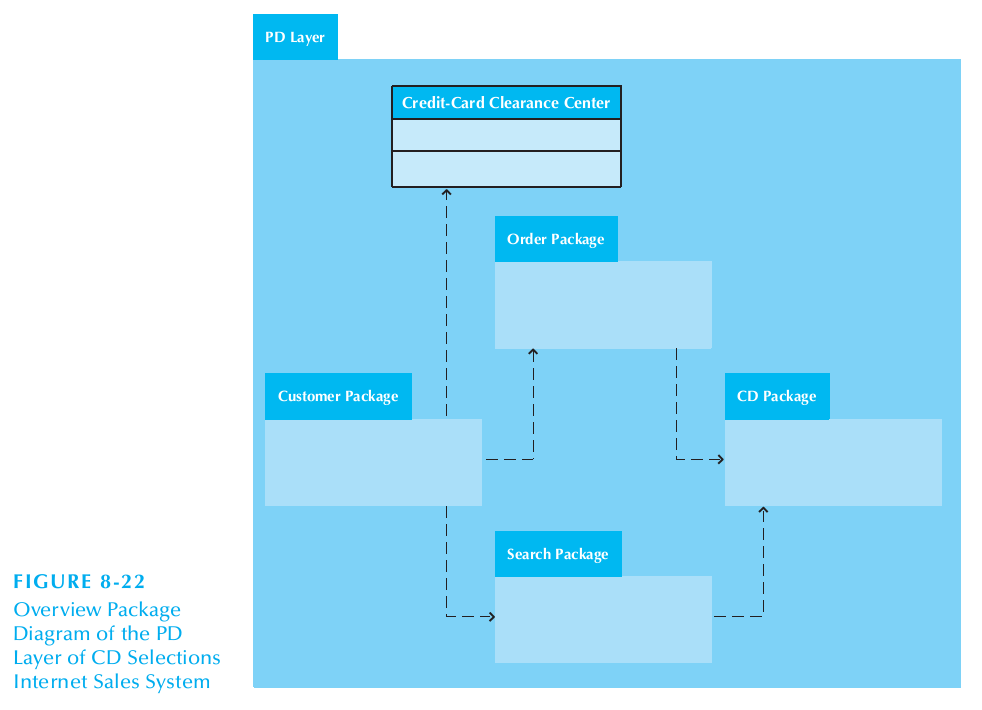 PD Layer
Credit-Card Clearance Center
Order Package
Customer Package
CD Package
Search Package
FIGURE 8-22
Overview Package
Diagram of the PD
Layer of CD Selections
Internet Sales System